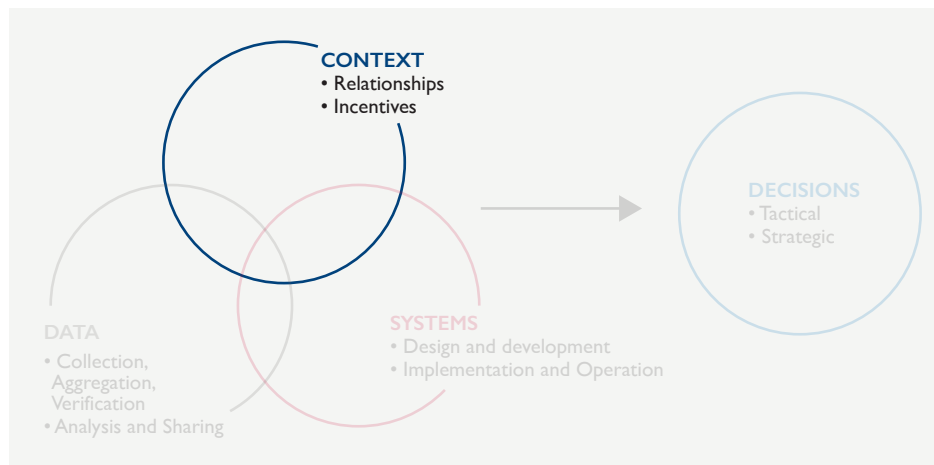 CONTEXT
• Relationships
• Incentives
DECISIONS
• Tactical
• Strategic
DATA
• Collection,
Aggregation,
Verification
• Analysis and Sharing
SYSTEMS
• Design and development
• Implementation and Operation